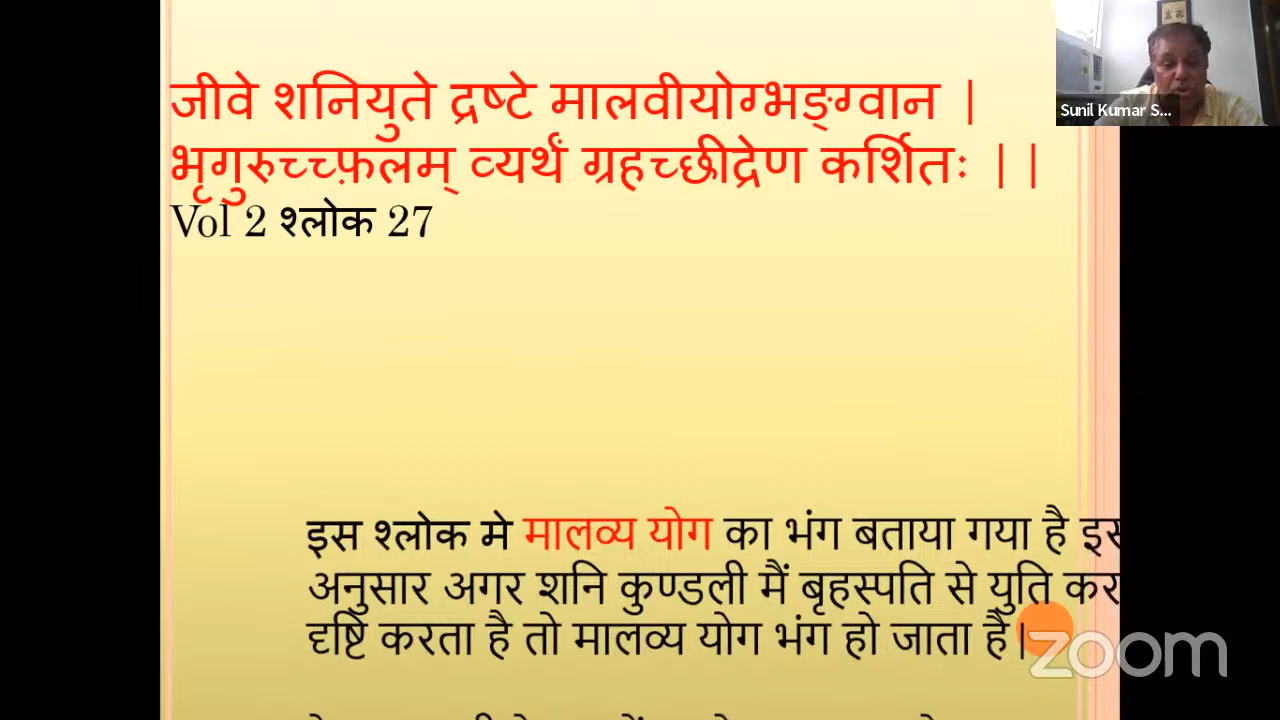 जीवे शनियुते द्रष्टे मालवीयोग्भङ्ग्वान |
भृगुरुच्च्फ़लम् व्यर्थं ग्रहच्छीद्रेण कर्शितः ||
Vol 2 श्लोक 27
इस श्लोक मे मालव्य योग का भंग बताया गया है
अनुसार अगर शनि कुण्डली मैं बृहस्पति से युति
दृष्टि करता है तो मालव्य योग भंग हो जाता है|
Sunil Kumar S...
zoom